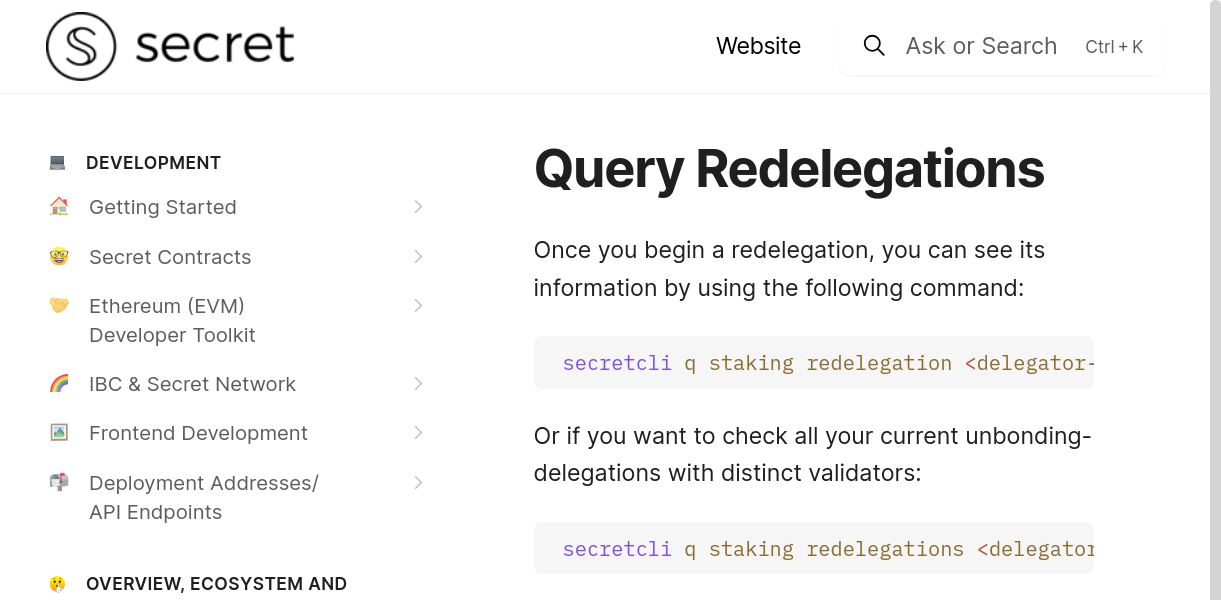 secret
Website
Ask or Search
Ctrl + K
DEVELOPMENT
Getting Started
Secret Contracts
Ethereum (EVM)
Developer Toolkit
IBC & Secret Network
Frontend Development
Deployment Addresses/
API Endpoints
OVERVIEW, ECOSYSTEM AND
Query Redelegations
Once you begin a redelegation, you can see its
information by using the following command:
secretcli q staking redelegation <delegator-
Or if you want to check all your current unbonding-
delegations with distinct validators:
secretcli q staking redelegations <delegator